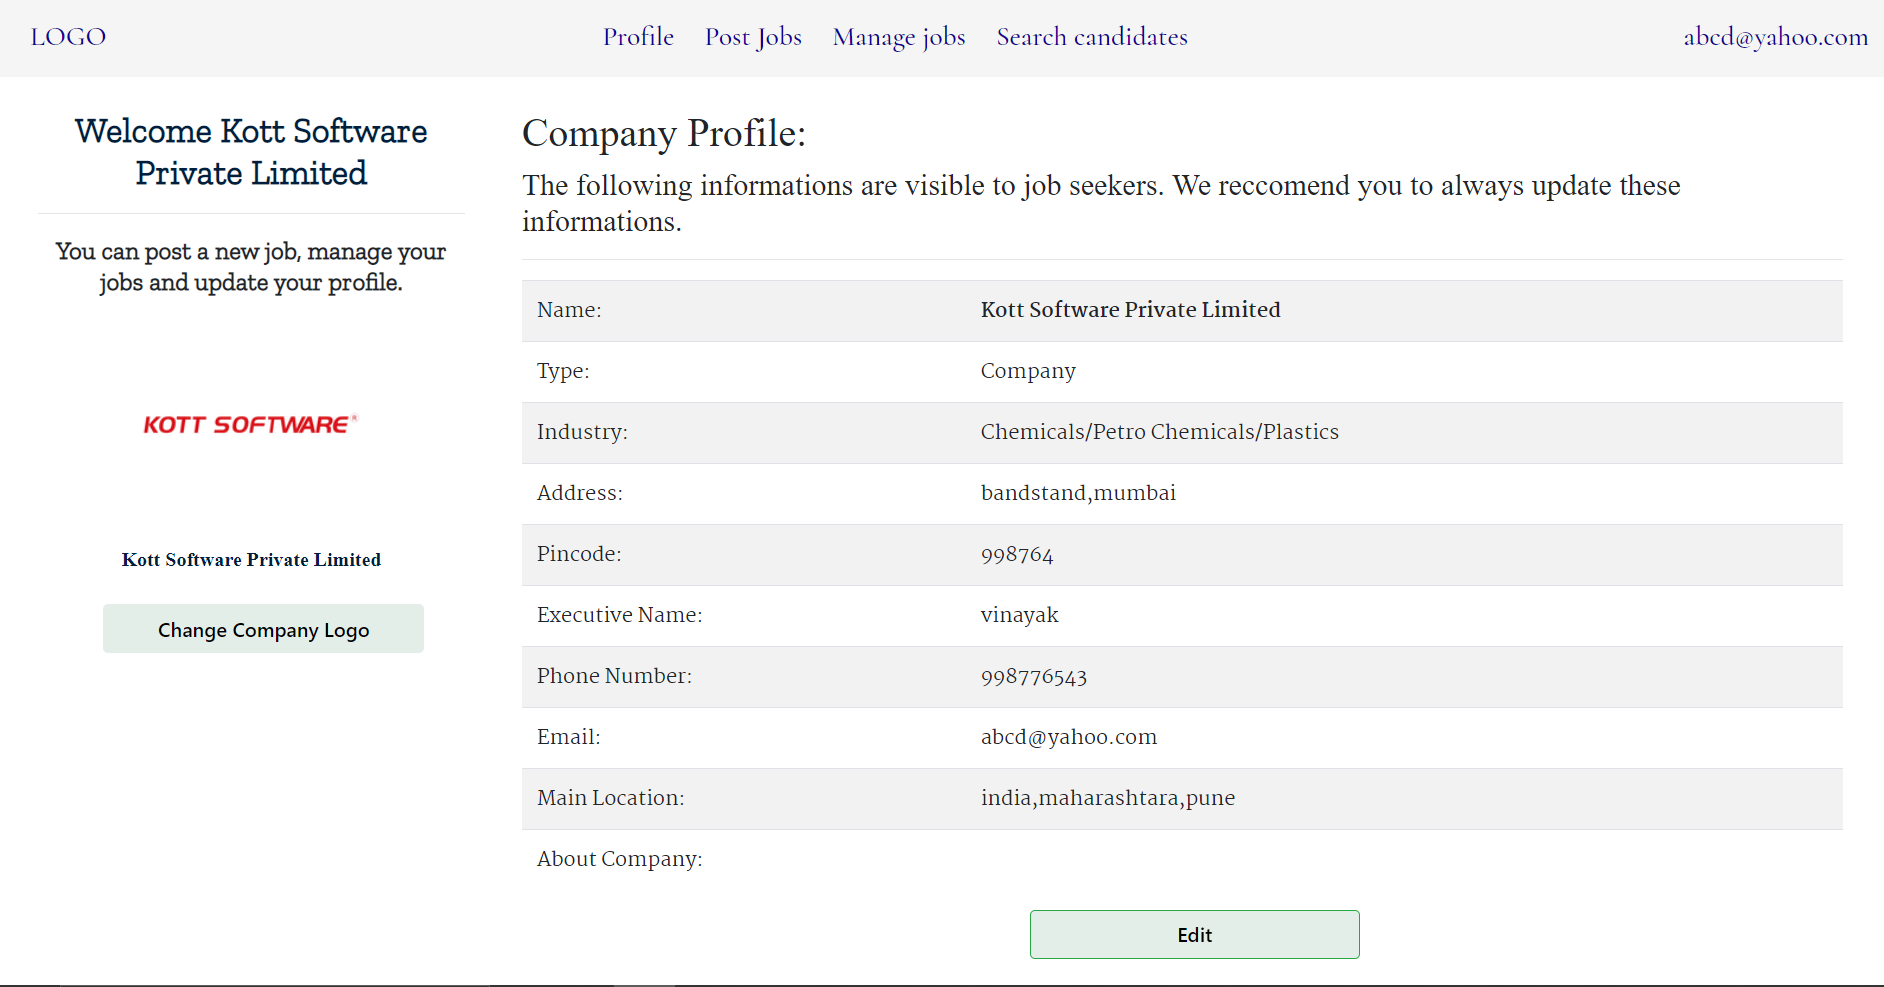 LOGO
Profile
Post Jobs
Manage jobs
Search candidates
abcd@yahoo.com
Welcome Kott Software
Private Limited
You can post a new job, manage your
jobs and update your profile.
KOTT SOFTWARE®
Kott Software Private Limited
Change Company Logo
Company Profile:
The following informations are visible to job seekers. We reccomend you to always update these
informations.
Name: Kott Software Private Limited
Type: Company
Industry: Chemicals/Petro Chemicals/Plastics
Address: bandstand,mumbai
Pincode: 998764
Executive Name: vinayak
Phone Number: 998776543
Email: abcd@yahoo.com
Main Location: india,maharashtara,pune
About Company:
Edit